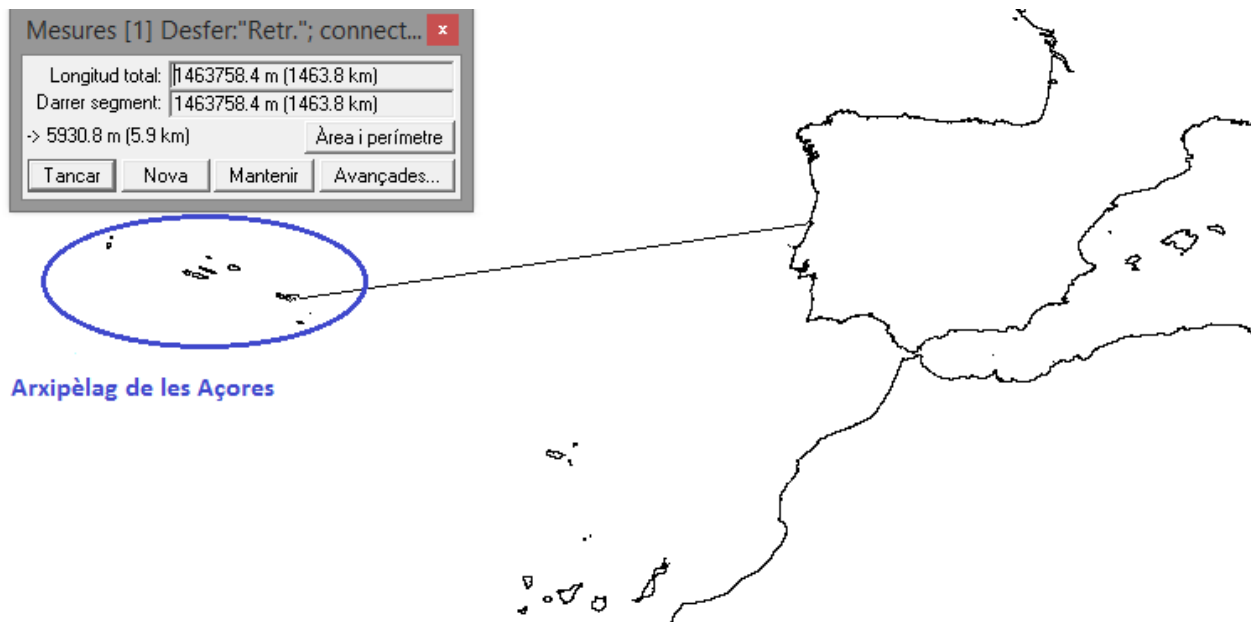 Mesures [1] Desfer:"Retr."; connect... x
Longitud total: 1463758.4 m (1463.8 km)
Darrer segment: 1463758.4 m (1463.8 km)
-> 5930.8 m (5.9 km) Àrea i perímetre
Tancar Nova Mantenir Avançades...
Arxipèlag de les Açores